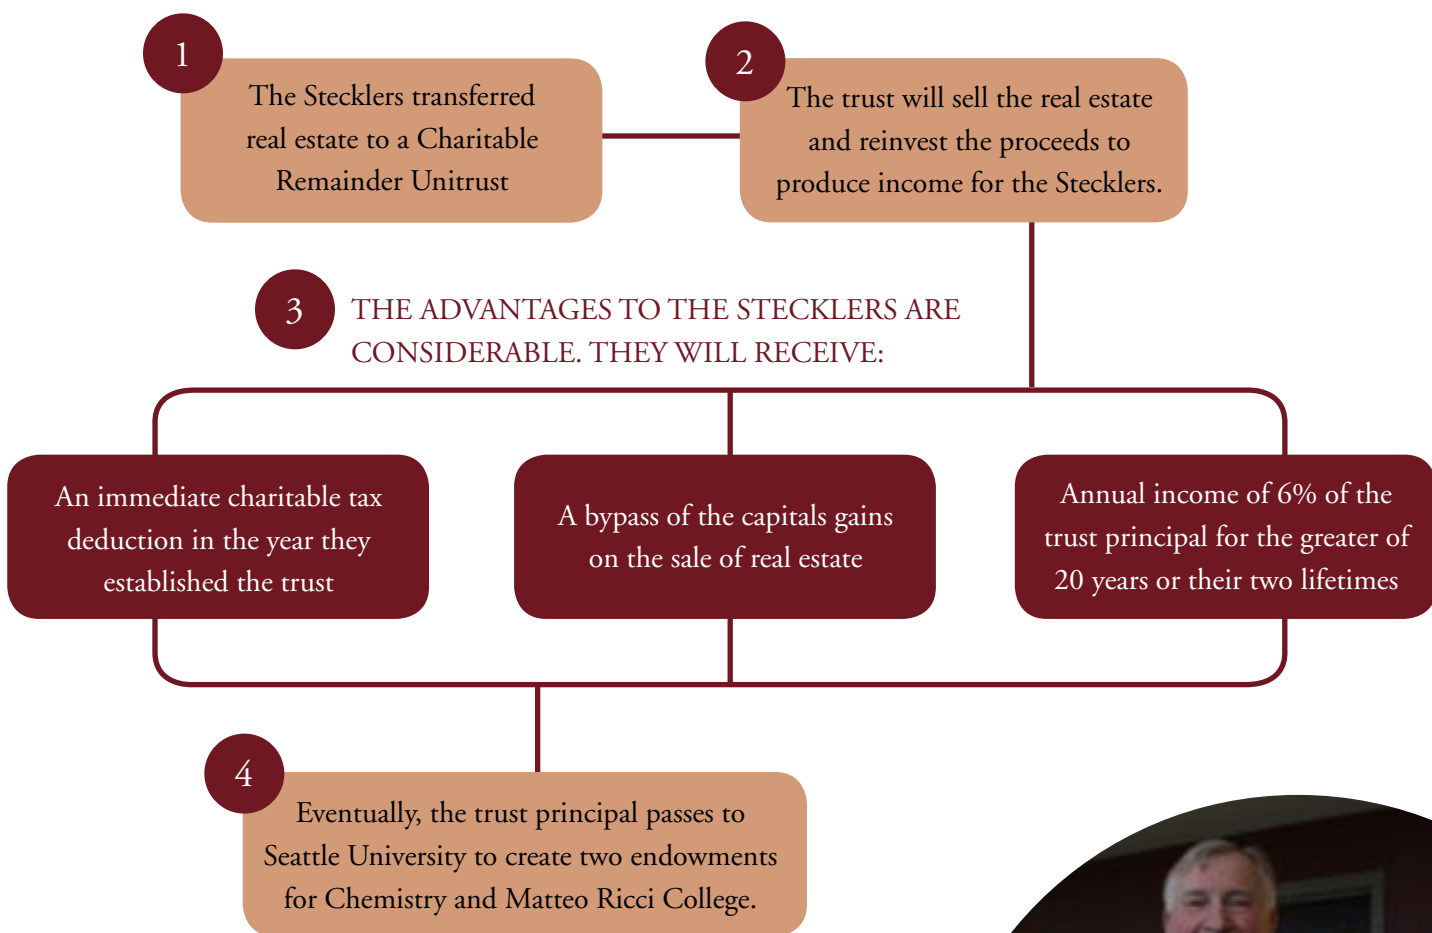 1
The Stecklers transferred
real estate to a Charitable
Remainder Unitrust
2
The trust will sell the real estate
and reinvest the proceeds to
produce income for the Stecklers.
3
THE ADVANTAGES TO THE STECKLERS ARE
CONSIDERABLE. THEY WILL RECEIVE:
An immediate charitable tax
deduction in the year they
established the trust
A bypass of the capitals gains
on the sale of real estate
Annual income of 6% of the
trust principal for the greater of
20 years or their two lifetimes
4
Eventually, the trust principal passes to
Seattle University to create two endowments
for Chemistry and Matteo Ricci College.